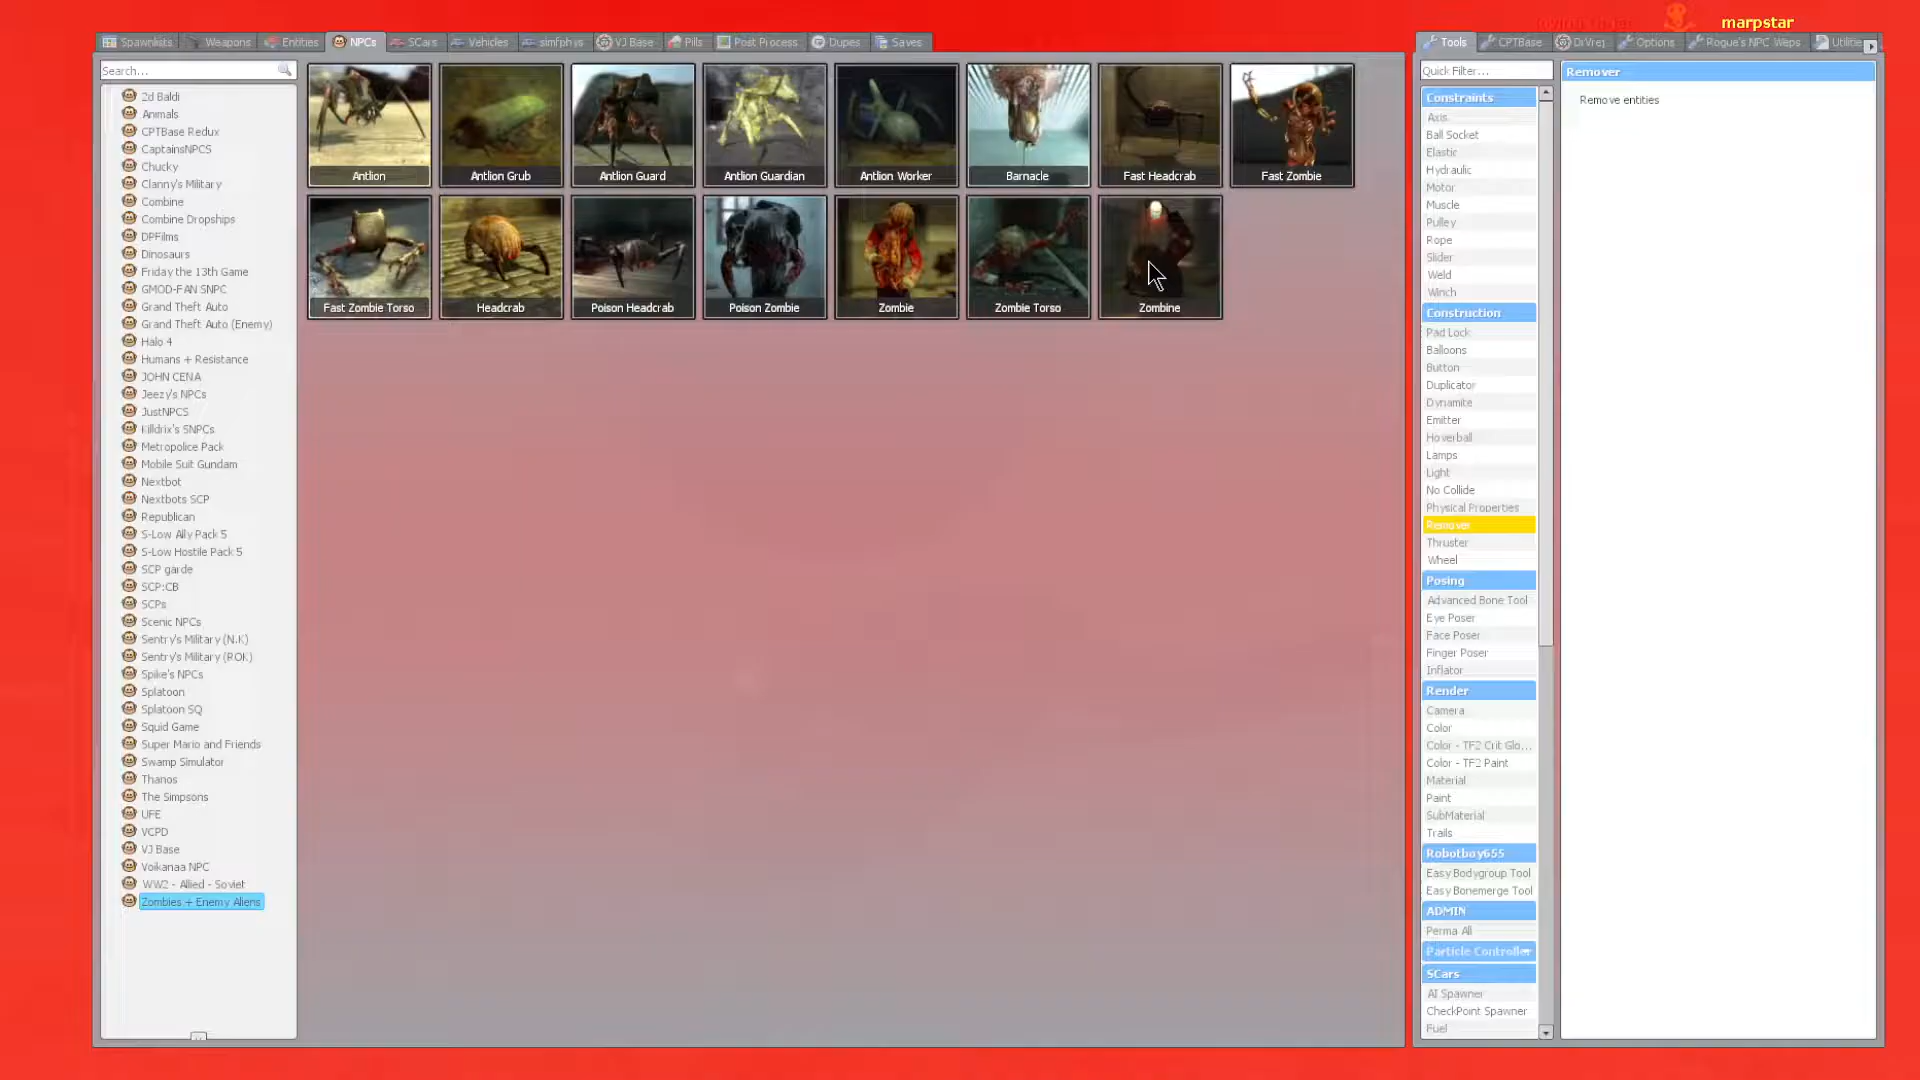 marpstar
Spawnlists
Weapons
Entities
NPCs
SCars
Vehicles
simfphys
VJ Base
Pills
Post Process
Dupes
Saves
Search...
2d Baldi
Animals
CPTBase Redux
CaptainsNPCS
Chucky
Clanny's Military
Combine
Combine Dropships
DPFilms
Dinosaurs
Friday the 13th Game
GMOD-FAN SNPC
Grand Theft Auto
Grand Theft Auto (Enemy)
Halo 4
Humans + Resistance
JOHN CENA
Jeezy's NPCs
JustNPCS
Killdrix's SNPCs
Metropolice Pack
Mobile Suit Gundam
Nextbot
Nextbots SCP
Republican
S-Low Ally Pack 5
S-Low Hostile Pack 5
SCP garde
SCP:CB
SCPs
Scenic NPCs
Sentry's Military (N.K)
Sentry's Military (ROK)
Spike's NPCs
Splatoon
Splatoon SQ
Squid Game
Super Mario and Friends
Swamp Simulator
Thanos
The Simpsons
UFE
VCPD
VJ Base
Voikanaa NPC
WW2 - Allied - Soviet
Zombies + Enemy Aliens
Antlion
Antlion Grub
Antlion Guard
Antlion Guardian
Antlion Worker
Barnacle
Fast Headcrab
Fast Zombie
Fast Zombie Torso
Headcrab
Poison Headcrab
Poison Zombie
Zombie
Zombie Torso
Zombine
Tools
CPTBase
DrVrej
Options
Rogue's NPC Weps
Utilitie
Quick Filter...
Constraints
Axis
Ball Socket
Elastic
Hydraulic
Motor
Muscle
Pulley
Rope
Slider
Weld
Winch
Construction
Pad Lock
Balloons
Button
Duplicator
Dynamite
Emitter
Hoverball
Lamps
Light
No Collide
Physical Properties
Remover
Thruster
Wheel
Posing
Advanced Bone Tool
Eye Poser
Face Poser
Finger Poser
Inflator
Render
Camera
Color
Color - TF2 Crit Glo...
Color - TF2 Paint
Material
Paint
SubMaterial
Trails
Robotboy655
Easy Bodygroup Tool
Easy Bonemerge Tool
ADMIN
Perma All
Particle Controller
SCars
AI Spawner
CheckPoint Spawner
Fuel
Remover
Remove entities